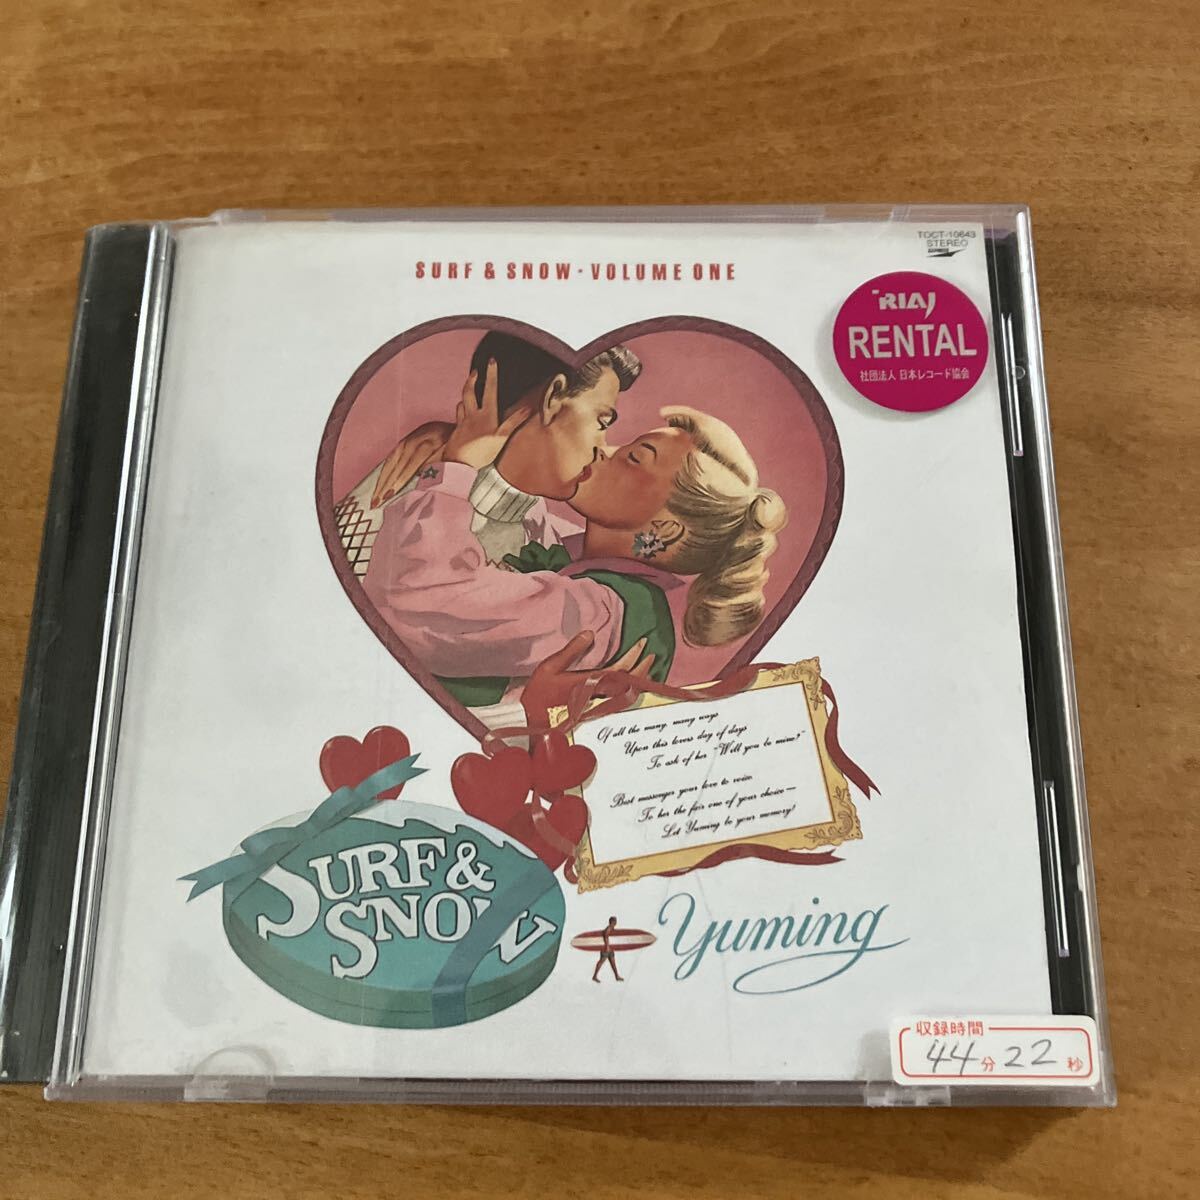 TOCT-10643
STEREO
SURF & SNOW · VOLUME ONE
RIAJ
RENTAL
社団法人 日本レコード協会
Of all the many, many ways
Upon this lovers day of days
To ask of her "Will you be mine?"
Best messenger your love to voice
To her the fair one of your choice—
Let Yuming be your memory!
SURF &
SNOW
Yuming
収録時間
44分22秒